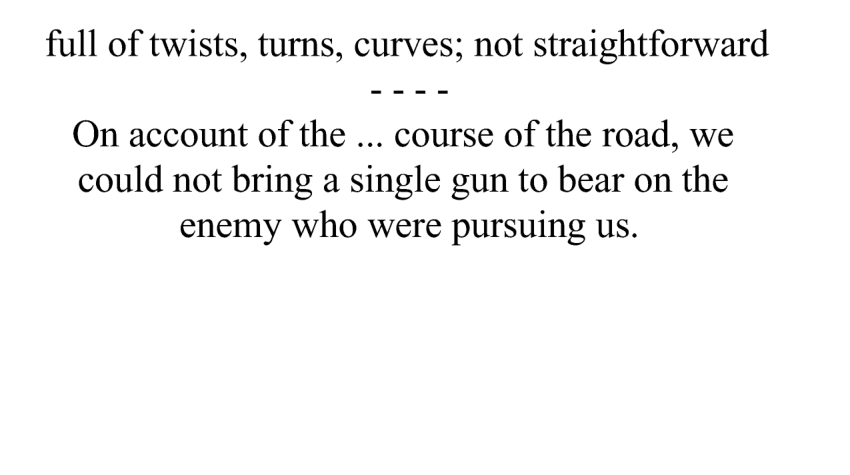 full of twists, turns, curves; not straightforward
- - - -
On account of the ... course of the road, we
could not bring a single gun to bear on the
enemy who were pursuing us.